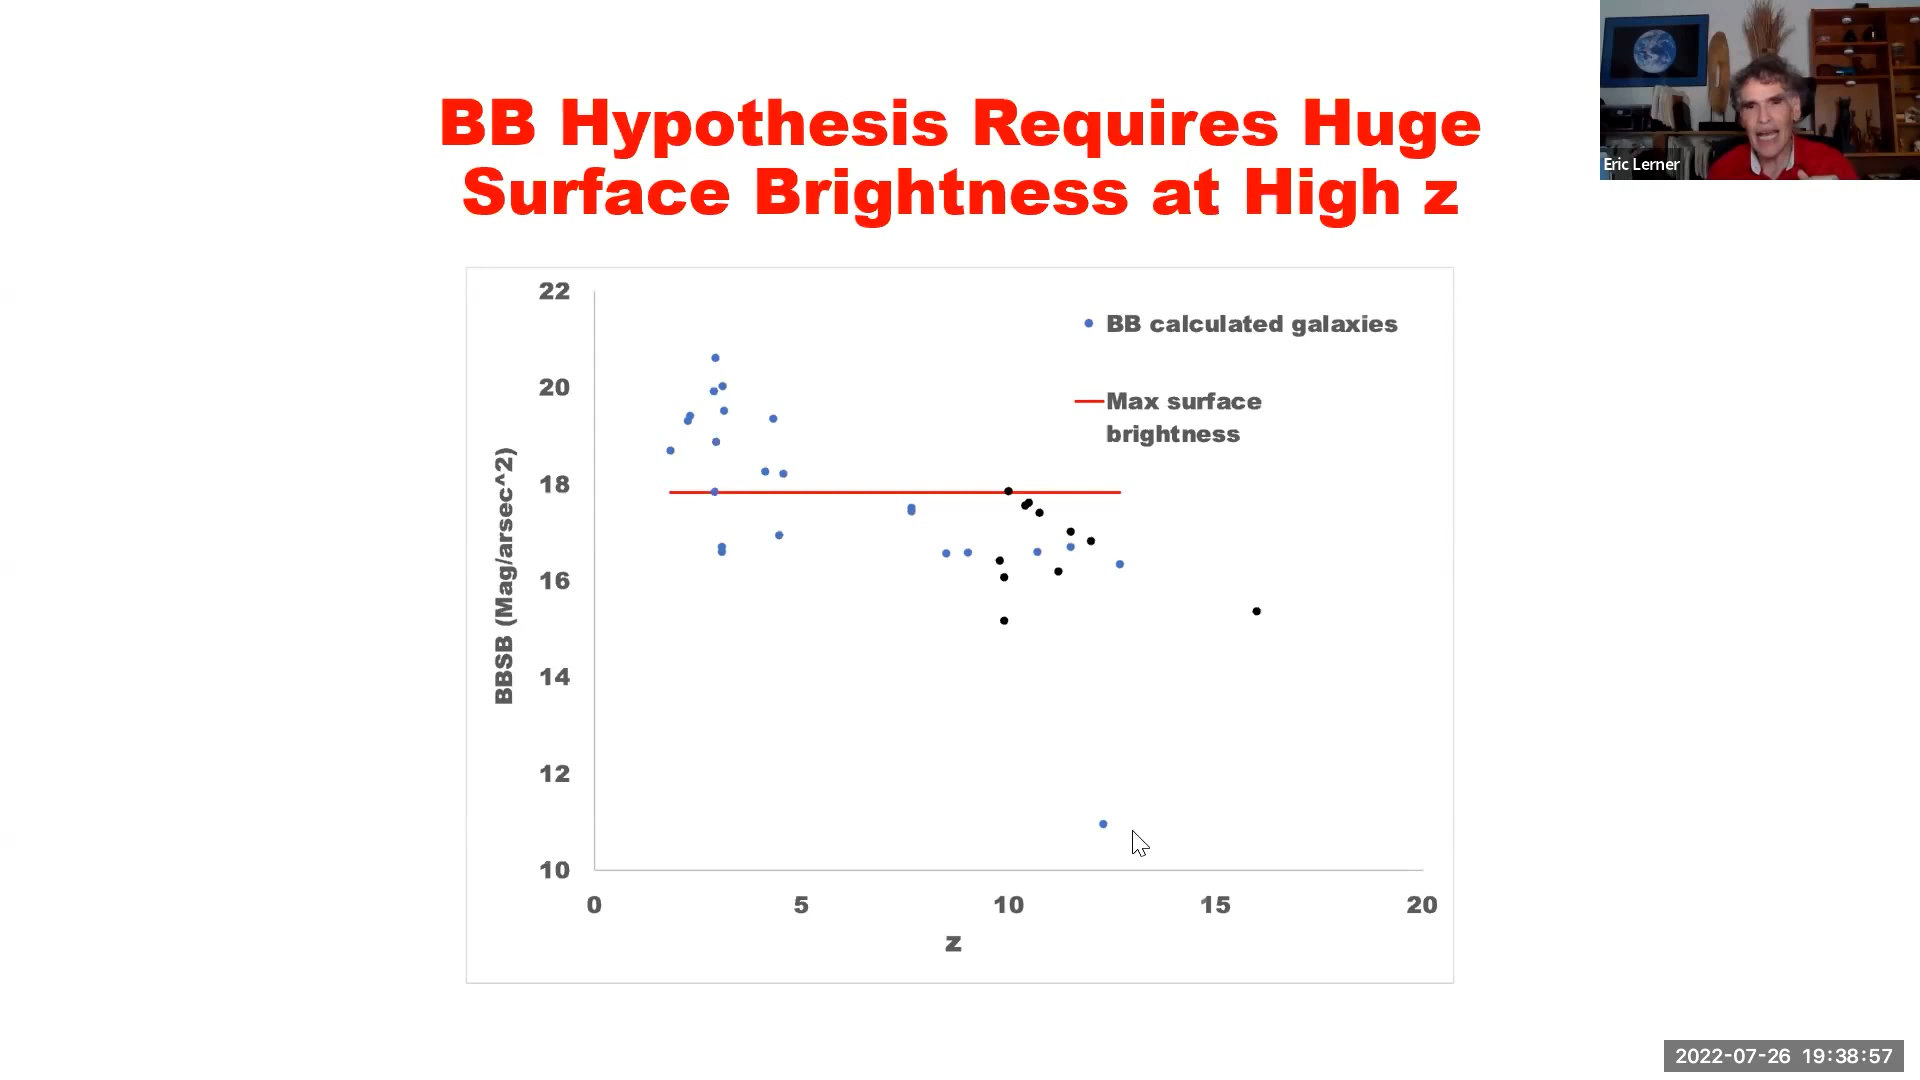 BB Hypothesis Requires Huge
Surface Brightness at High z
Eric Lerner
22
20
18
16
14
12
10
BBSB (Mag/arsec^2)
BB calculated galaxies
Max surface
brightness
0 5 10 15 20
z
2022-07-26 19:38:57